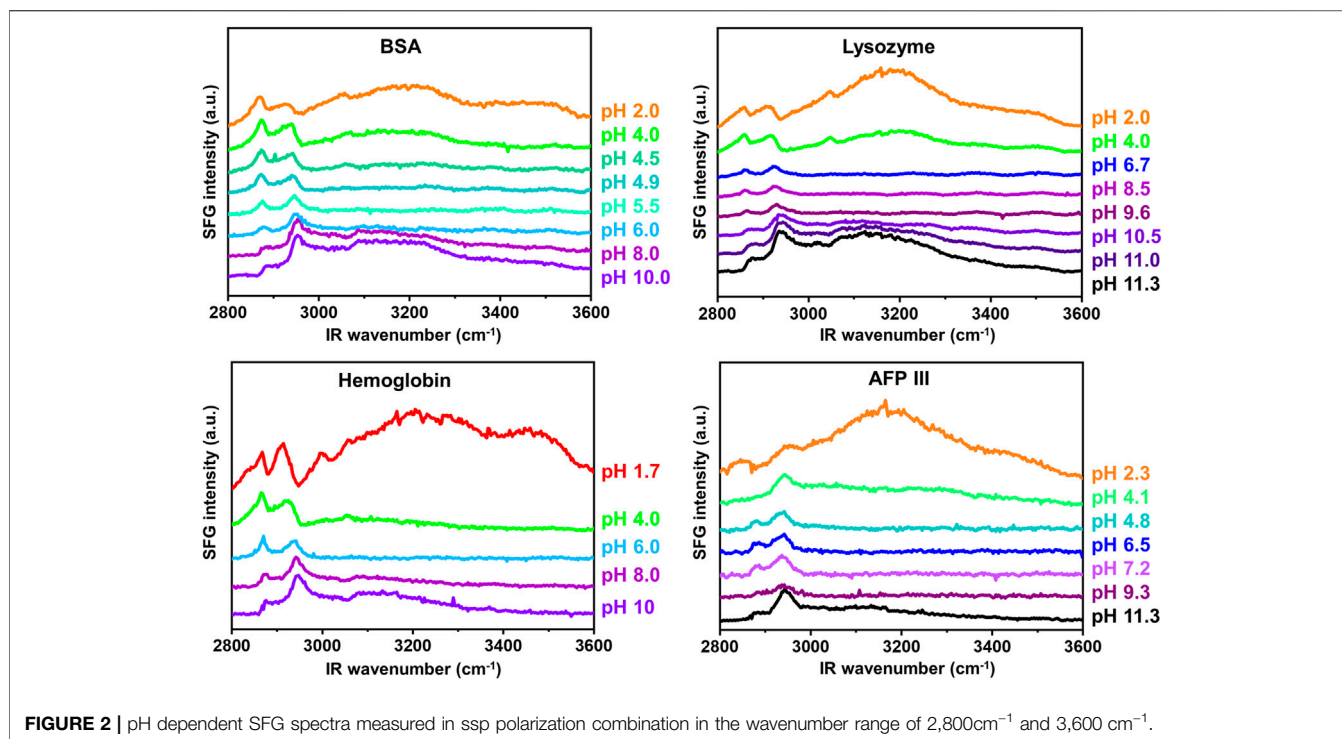 BSA
SFG intensity (a.u.)
pH 2.0
pH 4.0
pH 4.5
pH 4.9
pH 5.5
pH 6.0
pH 8.0
pH 10.0
2800 3000 3200 3400 3600
IR wavenumber (cm⁻¹)
Lysozyme
SFG intensity (a.u.)
pH 2.0
pH 4.0
pH 6.7
pH 8.5
pH 9.6
pH 10.5
pH 11.0
pH 11.3
2800 3000 3200 3400 3600
IR wavenumber (cm⁻¹)
Hemoglobin
SFG intensity (a.u.)
pH 1.7
pH 4.0
pH 6.0
pH 8.0
pH 10
2800 3000 3200 3400 3600
IR wavenumber (cm⁻¹)
AFP III
SFG intensity (a.u.)
pH 2.3
pH 4.1
pH 4.8
pH 6.5
pH 7.2
pH 9.3
pH 11.3
2800 3000 3200 3400 3600
IR wavenumber (cm⁻¹)
FIGURE 2 | pH dependent SFG spectra measured in ssp polarization combination in the wavenumber range of 2,800cm⁻¹ and 3,600 cm⁻¹.